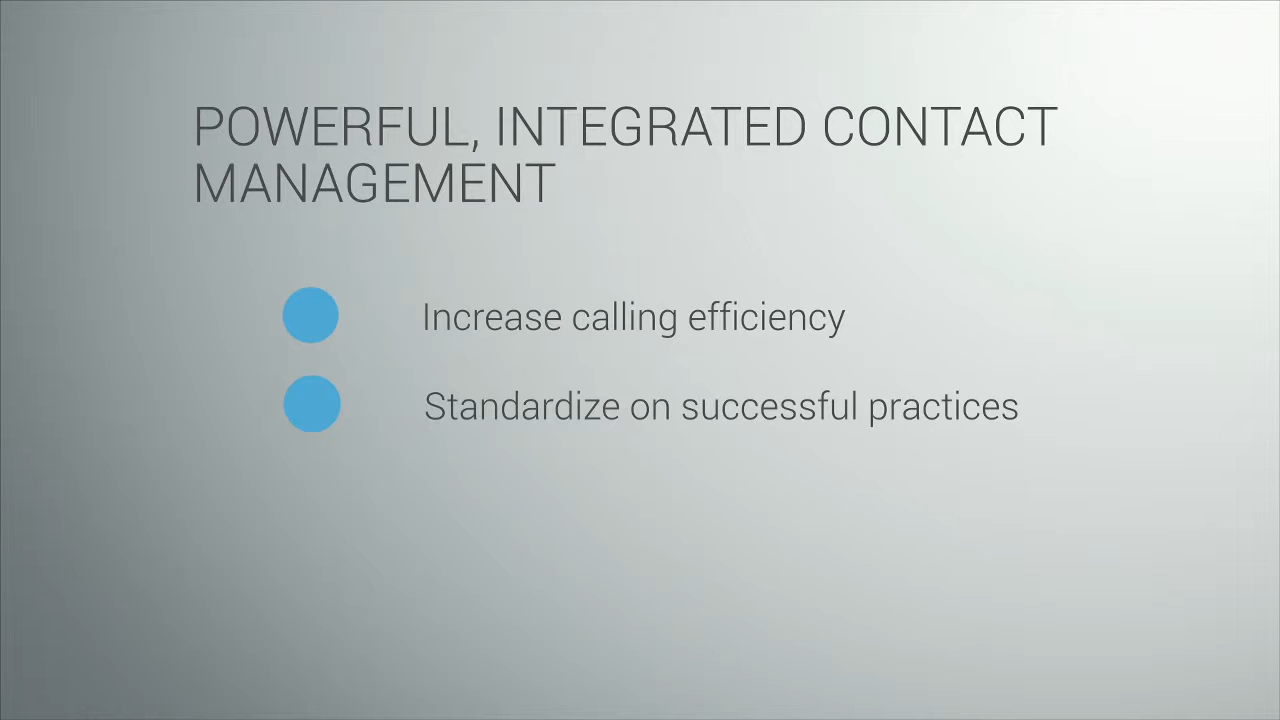 POWERFUL, INTEGRATED CONTACT
MANAGEMENT
Increase calling efficiency
Standardize on successful practices